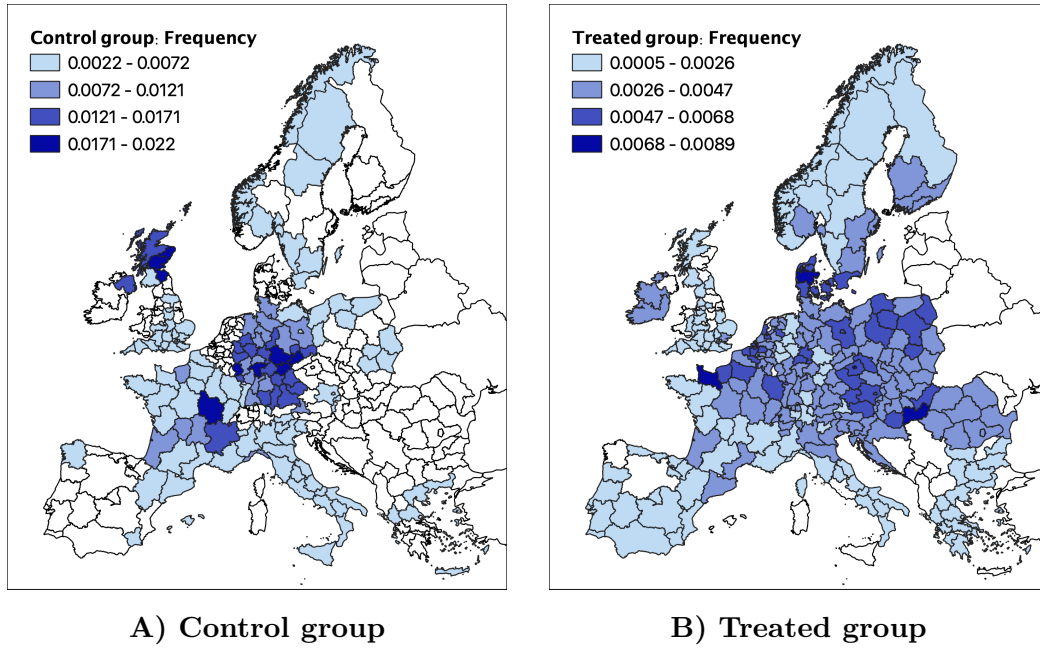 Control group: Frequency
0.0022 - 0.0072
0.0072 - 0.0121
0.0121 - 0.0171
0.0171 - 0.022
Treated group: Frequency
0.0005 - 0.0026
0.0026 - 0.0047
0.0047 - 0.0068
0.0068 - 0.0089
A) Control group
B) Treated group